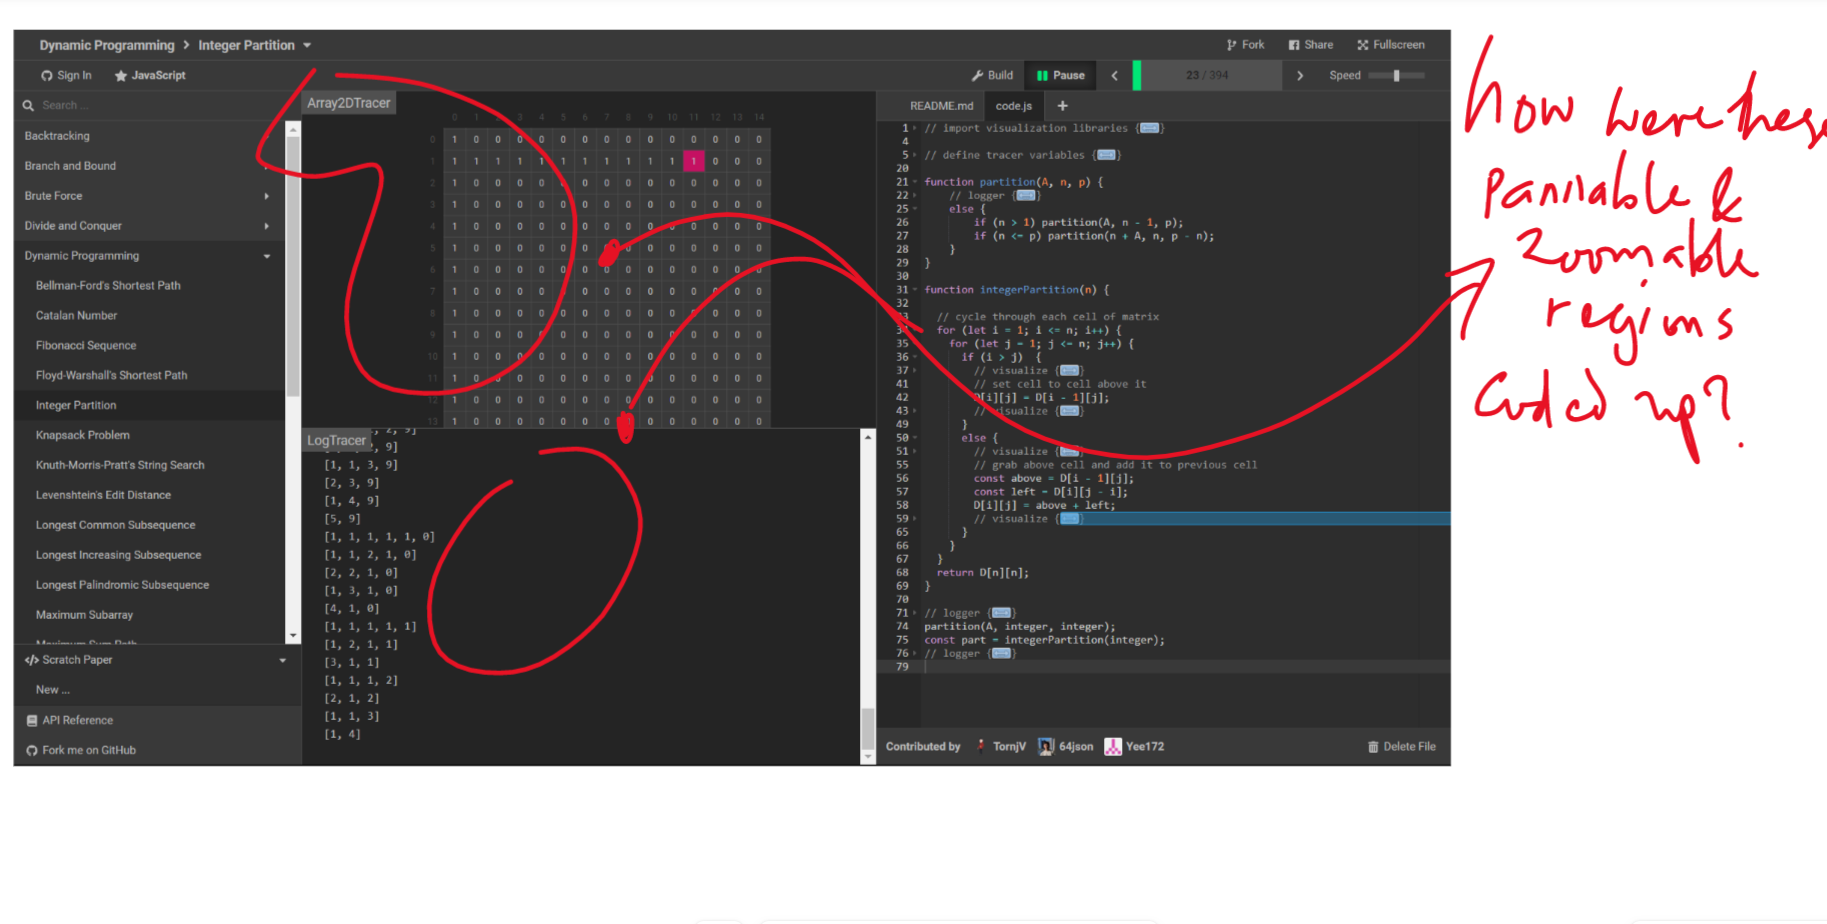 Dynamic Programming > Integer Partition
Fork Share Fullscreen
Sign In JavaScript
Build Pause 23 / 394 Speed
Search ...
Backtracking
Branch and Bound
Brute Force
Divide and Conquer
Dynamic Programming
Bellman-Ford's Shortest Path
Catalan Number
Fibonacci Sequence
Floyd-Warshall's Shortest Path
Integer Partition
Knapsack Problem
Knuth-Morris-Pratt's String Search
Levenshtein's Edit Distance
Longest Common Subsequence
Longest Increasing Subsequence
Longest Palindromic Subsequence
Maximum Subarray
Maximum Sum Path
</> Scratch Paper
New ...
API Reference
Fork me on GitHub
Array2DTracer
0 1 2 3 4 5 6 7 8 9 10 11 12 13 14
0 1 0 0 0 0 0 0 0 0 0 0 0 0 0 0
1 1 1 1 1 1 1 1 1 1 1 1 1 0 0 0
2 1 0 0 0 0 0 0 0 0 0 0 0 0 0 0
3 1 0 0 0 0 0 0 0 0 0 0 0 0 0 0
4 1 0 0 0 0 0 0 0 0 0 0 0 0 0 0
5 1 0 0 0 0 0 0 0 0 0 0 0 0 0
6 1 0 0 0 0 0 0 0 0 0 0 0 0 0 0
7 1 0 0 0 0 0 0 0 0 0 0 0 0 0 0
8 1 0 0 0 0 0 0 0 0 0 0 0 0 0 0
9 1 0 0 0 0 0 0 0 0 0 0 0 0 0 0
10 1 0 0 0 0 0 0 0 0 0 0 0 0 0 0
11 1 0 0 0 0 0 0 0 0 0 0 0 0 0 0
12 1 0 0 0 0 0 0 0 0 0 0 0 0 0 0
13 1 0 0 0 0 0 0 0 0 0 0 0 0 0
LogTracer
2, 9]
, 9]
[1, 1, 3, 9]
[2, 3, 9]
[1, 4, 9]
[5, 9]
[1, 1, 1, 1, 1, 0]
[1, 1, 2, 1, 0]
[2, 2, 1, 0]
[1, 3, 1, 0]
[4, 1, 0]
[1, 1, 1, 1, 1]
[1, 2, 1, 1]
[3, 1, 1]
[1, 1, 1, 2]
[2, 1, 2]
[1, 1, 3]
[1, 4]
README.md code.js +
1 // import visualization libraries {}
4
5 // define tracer variables {}
20
21 function partition(A, n, p) {
22 // logger {}
25 else {
26 if (n > 1) partition(A, n - 1, p);
27 if (n <= p) partition(n + A, n, p - n);
28 }
29 }
30
31 function integerPartition(n) {
32
33 // cycle through each cell of matrix
34 for (let i = 1; i <= n; i++) {
35 for (let j = 1; j <= n; j++) {
36 if (i > j) {
37 // visualize {}
41 // set cell to cell above it
42 D[i][j] = D[i - 1][j];
43 // visualize {}
49 }
50 else {
51 // visualize {}
55 // grab above cell and add it to previous cell
56 const above = D[i - 1][j];
57 const left = D[i][j - i];
58 D[i][j] = above + left;
59 // visualize {}
65 }
66 }
67 }
68 return D[n][n];
69 }
70
71 // logger {}
74 partition(A, integer, integer);
75 const part = integerPartition(integer);
76 // logger {}
79
Contributed by TornjV 64json Yee172 Delete File
how were these
pannable &
zoomable
regions
coded up?